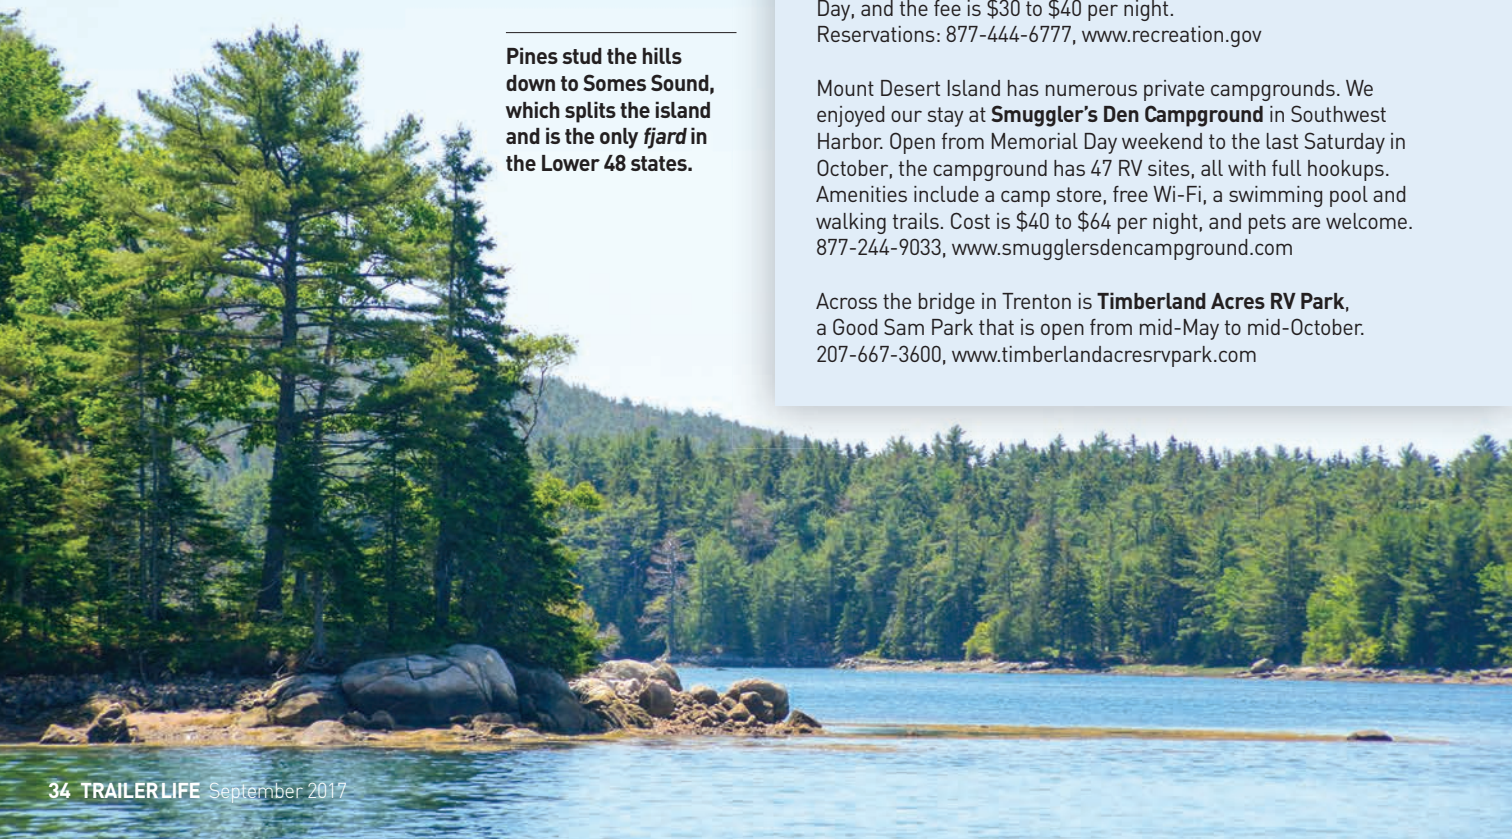 Pines stud the hills
down to Somes Sound,
which splits the island
and is the only fjard in
the Lower 48 states.
Day, and the fee is $30 to $40 per night.
Reservations: 877-444-6777, www.recreation.gov
Mount Desert Island has numerous private campgrounds. We
enjoyed our stay at Smuggler's Den Campground in Southwest
Harbor. Open from Memorial Day weekend to the last Saturday in
October, the campground has 47 RV sites, all with full hookups.
Amenities include a camp store, free Wi-Fi, a swimming pool and
walking trails. Cost is $40 to $64 per night, and pets are welcome.
877-244-9033, www.smugglersdencampground.com
Across the bridge in Trenton is Timberland Acres RV Park,
a Good Sam Park that is open from mid-May to mid-October.
207-667-3600, www.timberlandacresrvpark.com
34 TRAILER LIFE September 2017